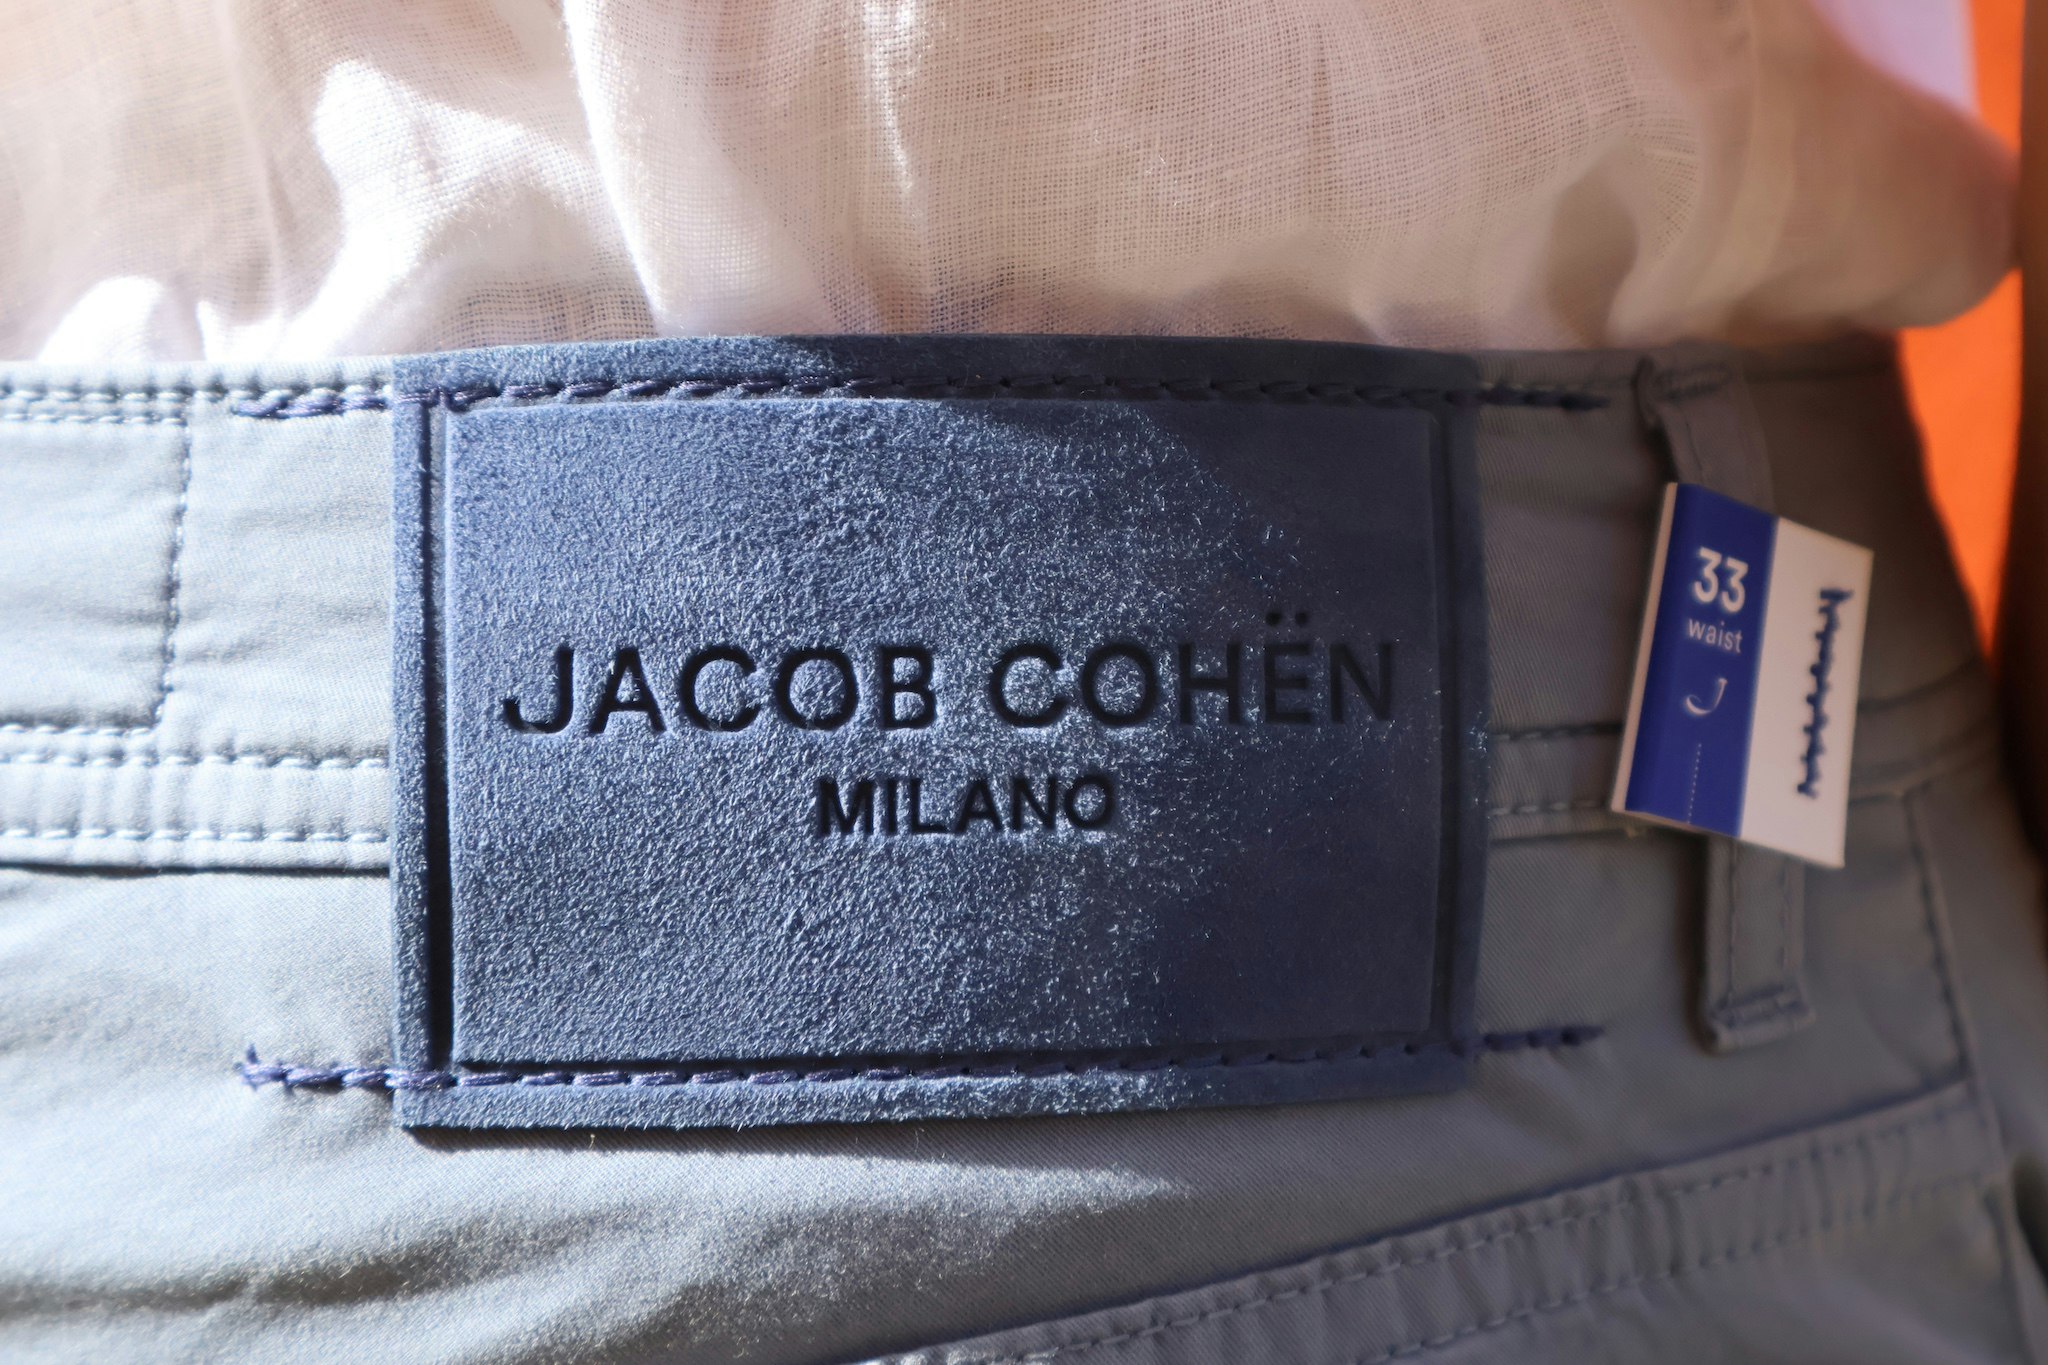 JACOB COHËN
MILANO
33
waist
J